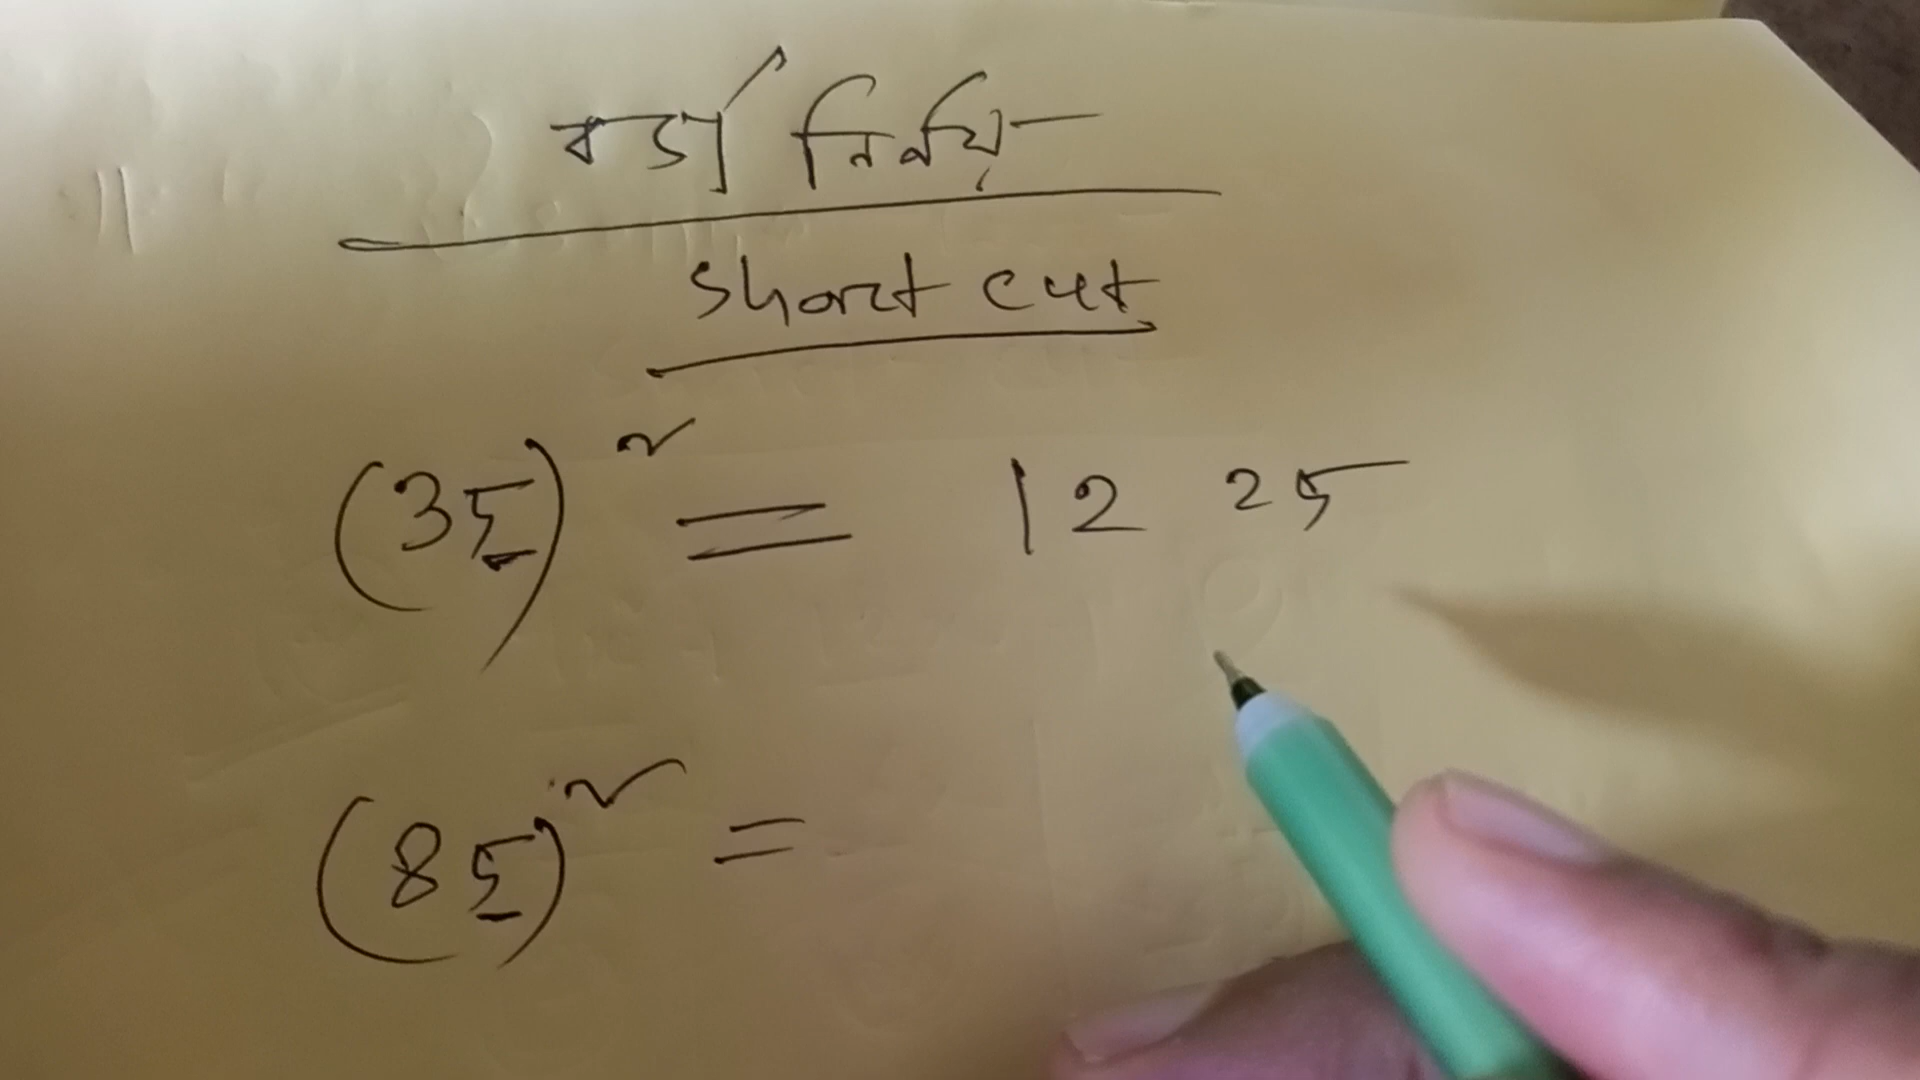 বর্গ নির্ণয়
Short cut
(35)² = 12 25
(85)² =